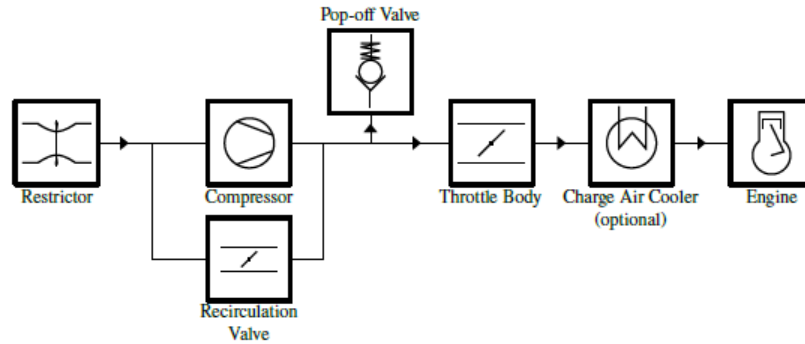 Pop-off Valve
Restrictor
Compressor
Throttle Body
Charge Air Cooler
(optional)
Engine
Recirculation
Valve